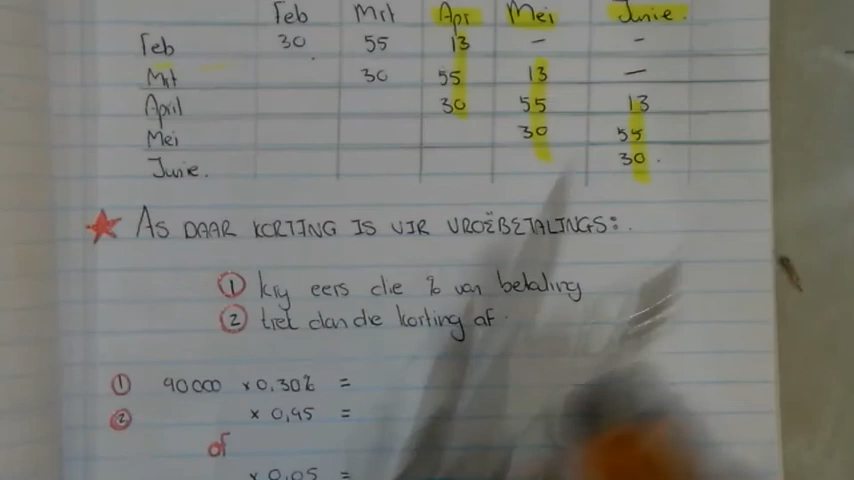 Feb Mrt Apr Mei Junie.
Feb 30 55 13 – –
Mrt 30 55 13 –
April 30 55 13
Mei 30 55
Junie. 30
AS DAAR KORTING IS VIR VROËBETALINGS:
① kry eers die % van betaling
② trek dan die korting af.
① 90000 x 0,30% =
② x 0,95 =
of
x 0,05 =